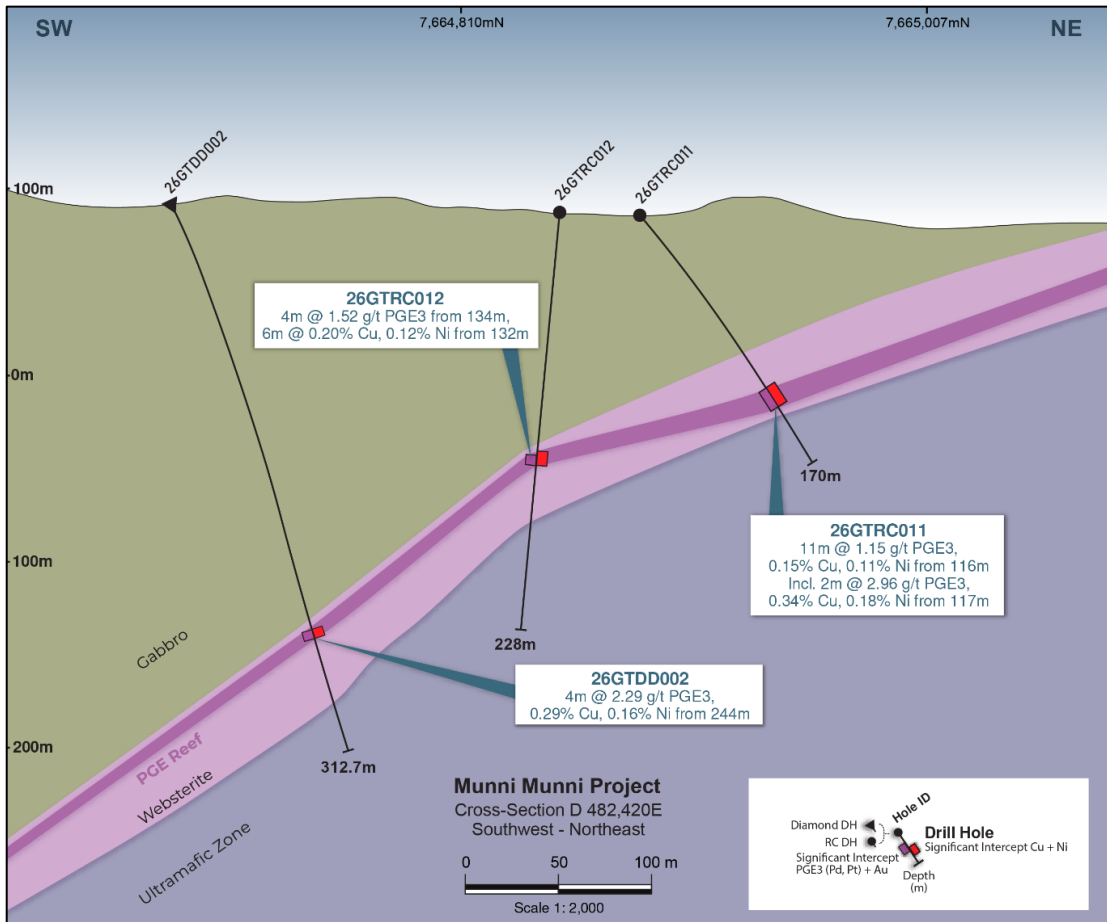 SW
7,664,810mN
7,665,007mN
NE
26GTDD002
26GTRC012
26GTRC011
100m
26GTRC012
4m @ 1.52 g/t PGE3 from 134m,
6m @ 0.20% Cu, 0.12% Ni from 132m
0m
170m
26GTRC011
11m @ 1.15 g/t PGE3,
0.15% Cu, 0.11% Ni from 116m
Incl. 2m @ 2.96 g/t PGE3,
0.34% Cu, 0.18% Ni from 117m
100m
Gabbro
228m
26GTDD002
4m @ 2.29 g/t PGE3,
0.29% Cu, 0.16% Ni from 244m
200m
PGE Reef
Websterite
Ultramafic Zone
312.7m
Munni Munni Project
Cross-Section D 482,420E
Southwest - Northeast
0 50 100 m
Scale 1: 2,000
Hole ID
Diamond DH
RC DH
Drill Hole
Significant Intercept Cu + Ni
Significant Intercept
PGE3 (Pd, Pt) + Au
Depth
(m)